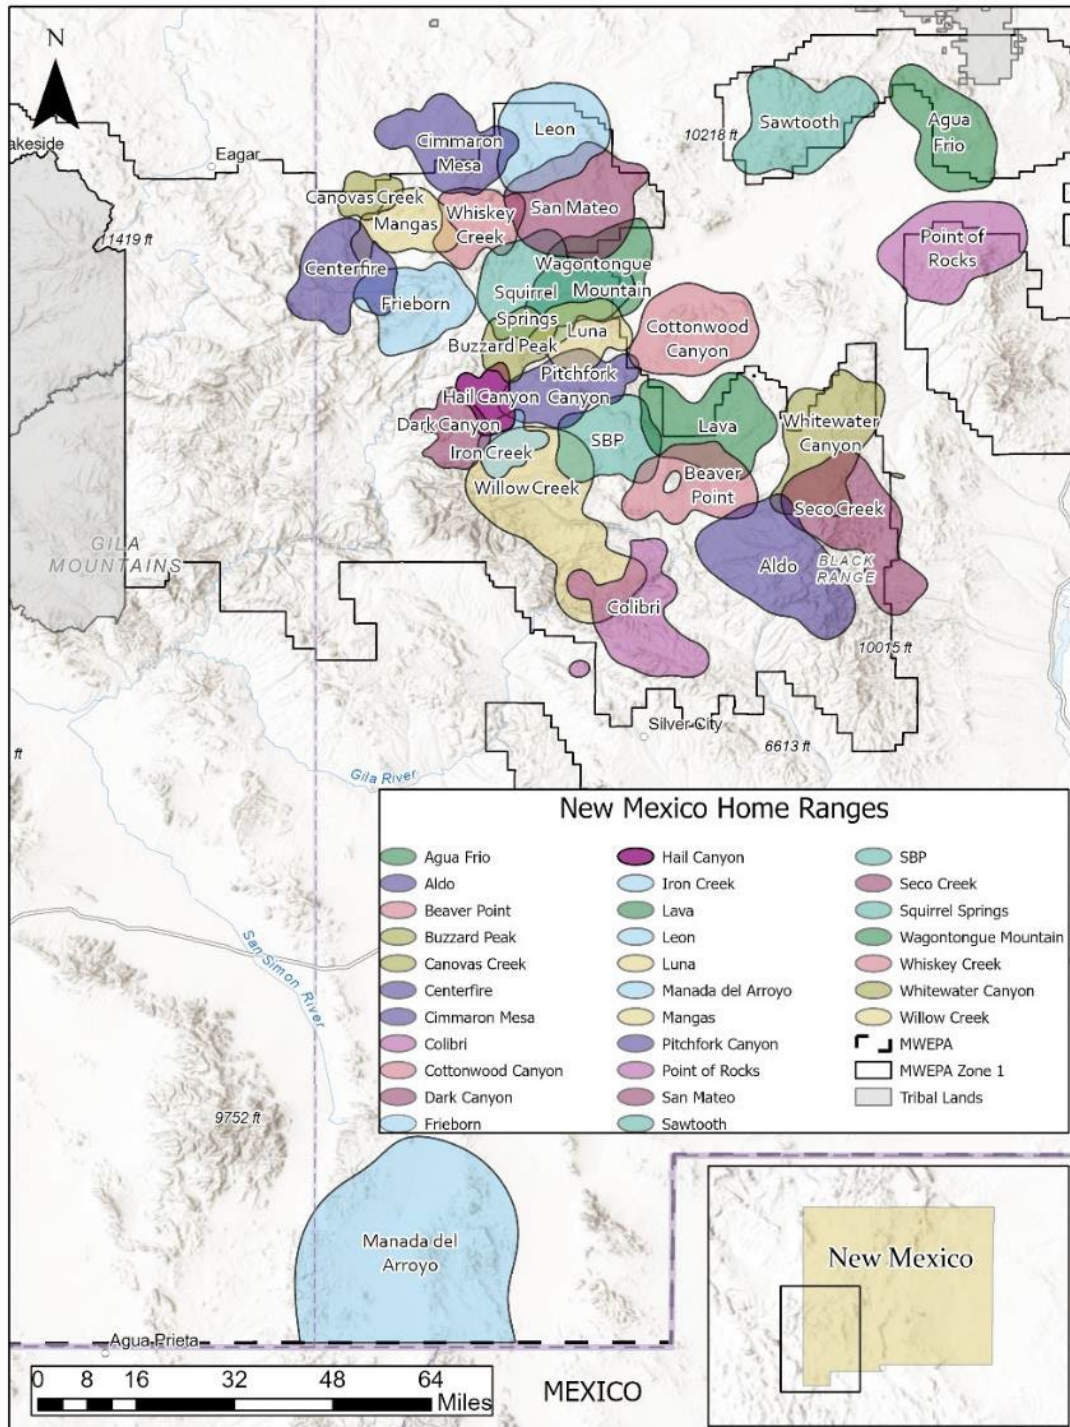 N
akeside
Eagar
11419 ft
10218 ft
Cimmaron
Mesa
Leon
Sawtooth
Agua
Frio
Canovas Creek
Mangas
Whiskey
Creek
San Mateo
Point of
Rocks
Centerfire
Frieborn
Wagontongue
Mountain
Squirrel
Springs
Luna
Buzzard Peak
Cottonwood
Canyon
Pitchfork
Canyon
Hail Canyon
Dark Canyon
Iron Creek
SBP
Lava
Whitewater
Canyon
Willow Creek
Beaver
Point
Seco Creek
GILA
MOUNTAINS
Aldo
BLACK
RANGE
Colibri
10015 ft
Silver City
6613 ft
ft
Gila River
San Simon River
9752 ft
New Mexico Home Ranges
Agua Frio
Aldo
Beaver Point
Buzzard Peak
Canovas Creek
Centerfire
Cimmaron Mesa
Colibri
Cottonwood Canyon
Dark Canyon
Frieborn
Hail Canyon
Iron Creek
Lava
Leon
Luna
Manada del Arroyo
Mangas
Pitchfork Canyon
Point of Rocks
San Mateo
Sawtooth
SBP
Seco Creek
Squirrel Springs
Wagontongue Mountain
Whiskey Creek
Whitewater Canyon
Willow Creek
MWEPA
MWEPA Zone 1
Tribal Lands
Manada del
Arroyo
New Mexico
Agua Prieta
0 8 16 32 48 64
Miles
MEXICO